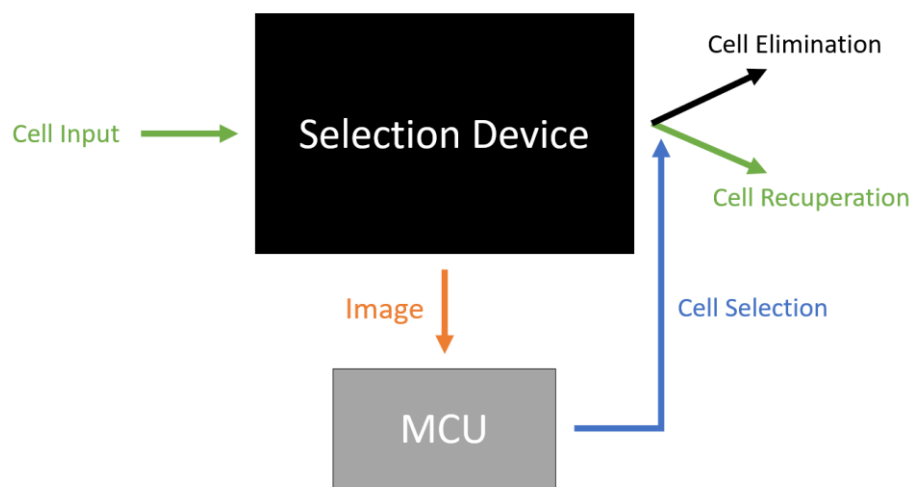 Cell Elimination
Cell Input
Selection Device
Cell Recuperation
Image
Cell Selection
MCU